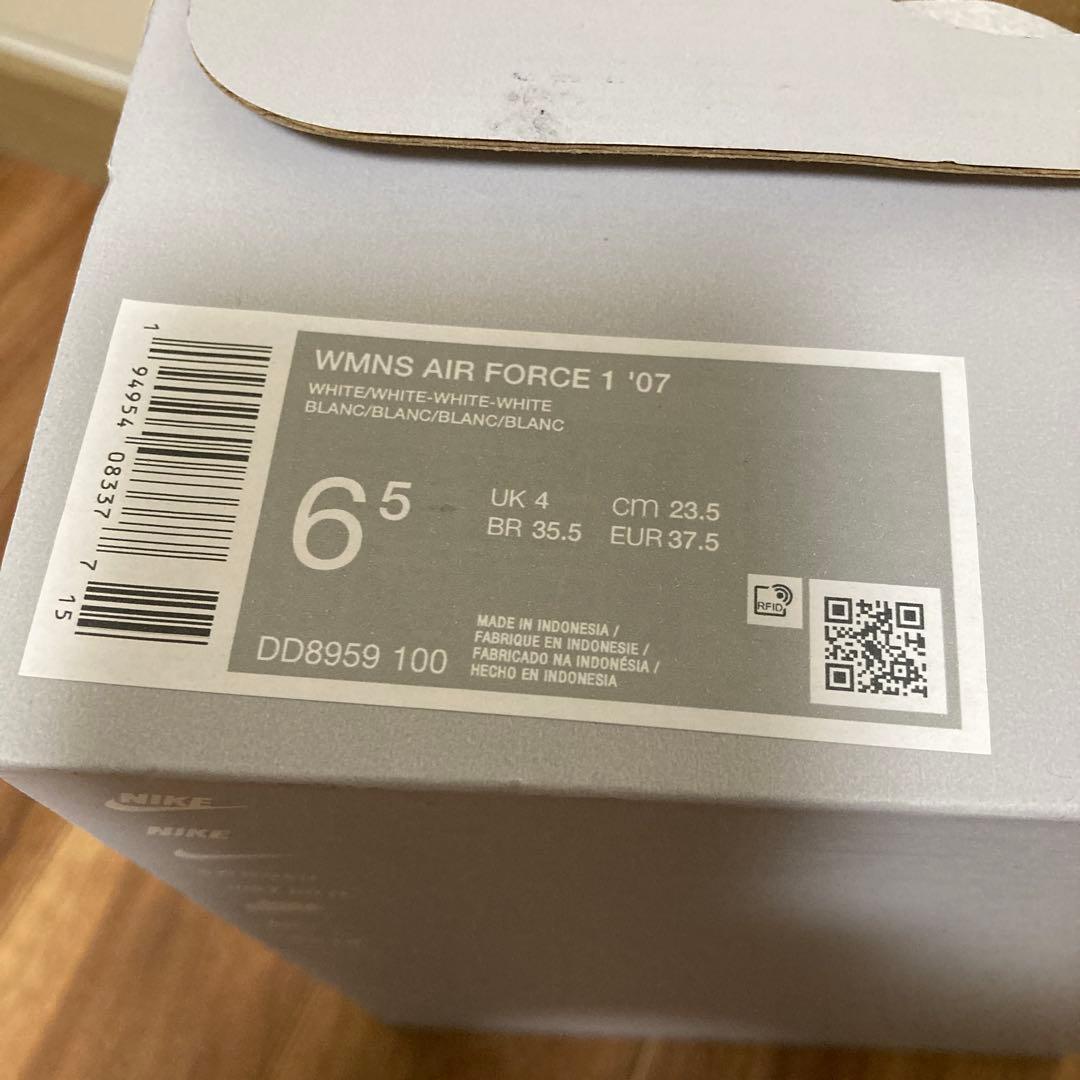 WMNS AIR FORCE 1 '07
WHITE/WHITE-WHITE-WHITE
BLANC/BLANC/BLANC/BLANC
6 5
UK 4 cm 23.5
BR 35.5 EUR 37.5
RFID
MADE IN INDONESIA /
FABRIQUE EN INDONESIE /
FABRICADO NA INDONÉSIA /
HECHO EN INDONESIA
DD8959 100
1 94954 08337 7 15
NIKE
NIKE